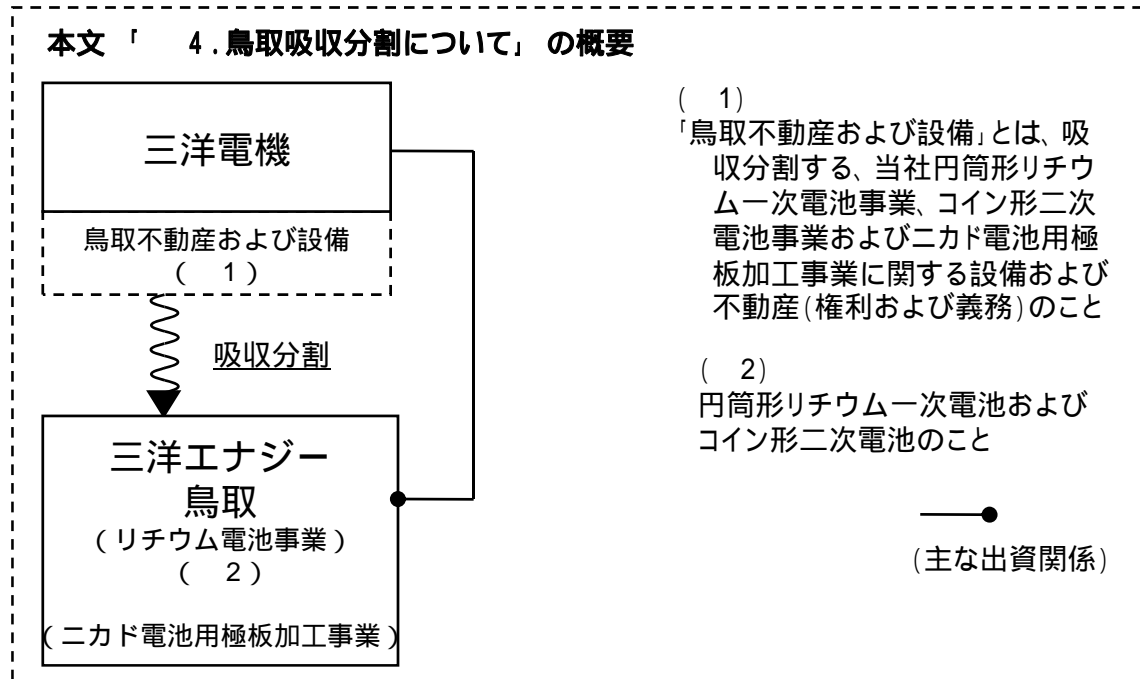 本文「　4.鳥取吸収分割について」の概要
三洋電機
鳥取不動産および設備
(　1)
吸収分割
三洋エナジー
鳥取
(リチウム電池事業)
(　2)
(ニカド電池用極板加工事業)
(　1)
「鳥取不動産および設備」とは、吸
収分割する、当社円筒形リチウ
ム一次電池事業、コイン形二次
電池事業およびニカド電池用極
板加工事業に関する設備および
不動産(権利および義務)のこと
(　2)
円筒形リチウム一次電池および
コイン形二次電池のこと
(主な出資関係)